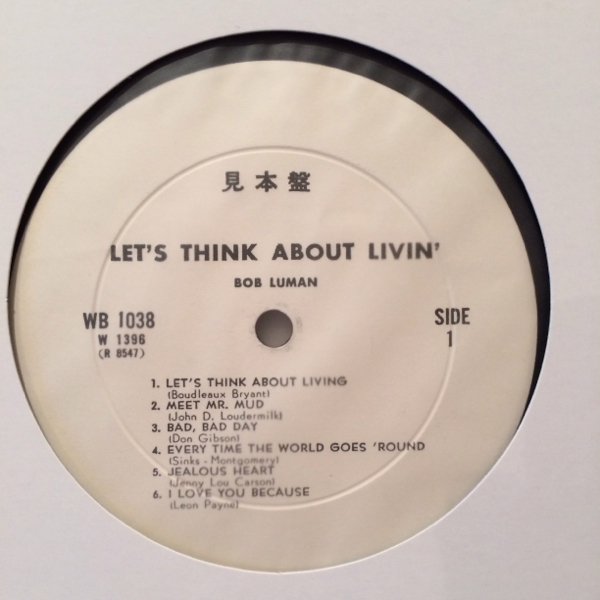 見本盤
LET'S THINK ABOUT LIVIN'
BOB LUMAN
WB 1038
W 1396
(R 8547)
SIDE
1
1. LET'S THINK ABOUT LIVING
(Boudleaux Bryant)
2. MEET MR. MUD
(John D. Loudermilk)
3. BAD, BAD DAY
(Don Gibson)
4. EVERY TIME THE WORLD GOES 'ROUND
(Sinks - Montgomery)
5. JEALOUS HEART
(Jenny Lou Carson)
6. I LOVE YOU BECAUSE
(Leon Payne)